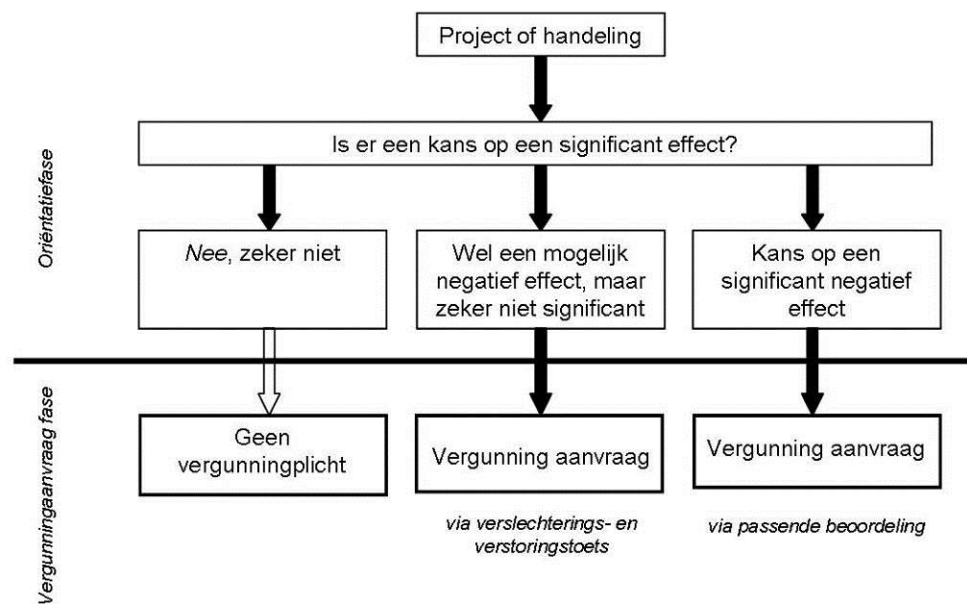 Project of handeling
Is er een kans op een significant effect?
Oriëntatiefase
Nee, zeker niet
Wel een mogelijk
negatief effect, maar
zeker niet significant
Kans op een
significant negatief
effect
Vergunningaanvraag fase
Geen
vergunningplicht
Vergunning aanvraag
via verslechterings- en
verstoringstoets
Vergunning aanvraag
via passende beoordeling